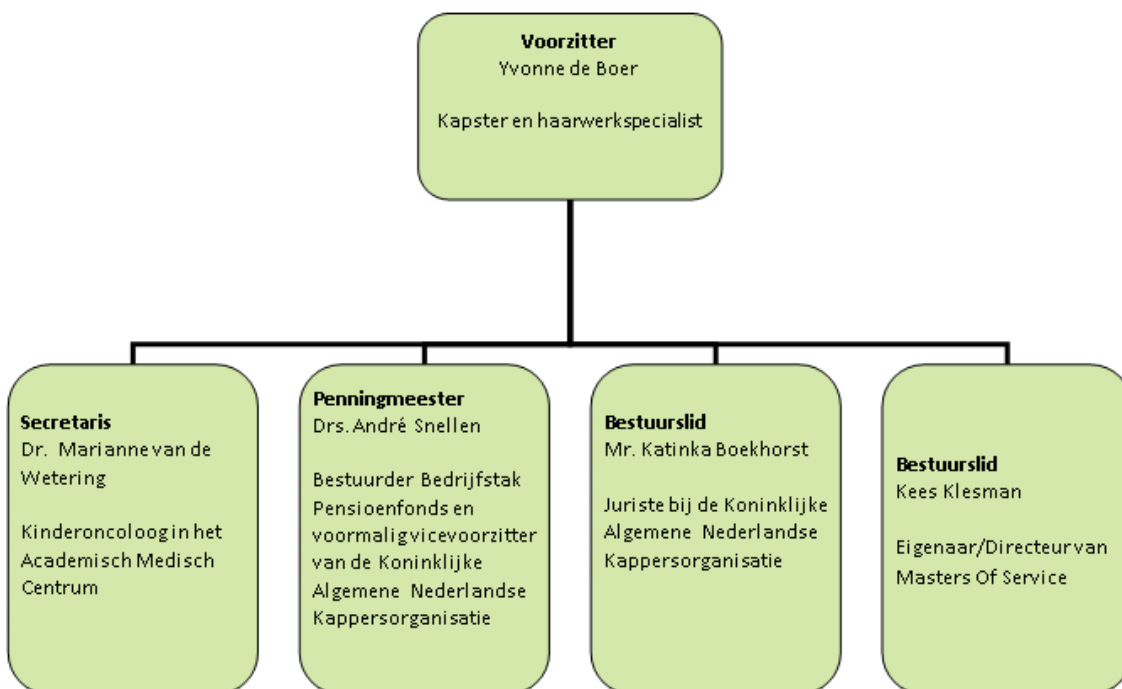 Voorzitter
Yvonne de Boer
Kapster en haarwerkspecialist
Secretaris
Dr. Marianne van de
Wetering
Kinderoncoloog in het
Academisch Medisch
Centrum
Penningmeester
Drs. André Snellen
Bestuurder Bedrijfstak
Pensioenfonds en
voormalig vicevoorzitter
van de Koninklijke
Algemene Nederlandse
Kappersorganisatie
Bestuurslid
Mr. Katinka Boekhorst
Juriste bij de Koninklijke
Algemene Nederlandse
Kappersorganisatie
Bestuurslid
Kees Klesman
Eigenaar/Directeur van
Masters Of Service